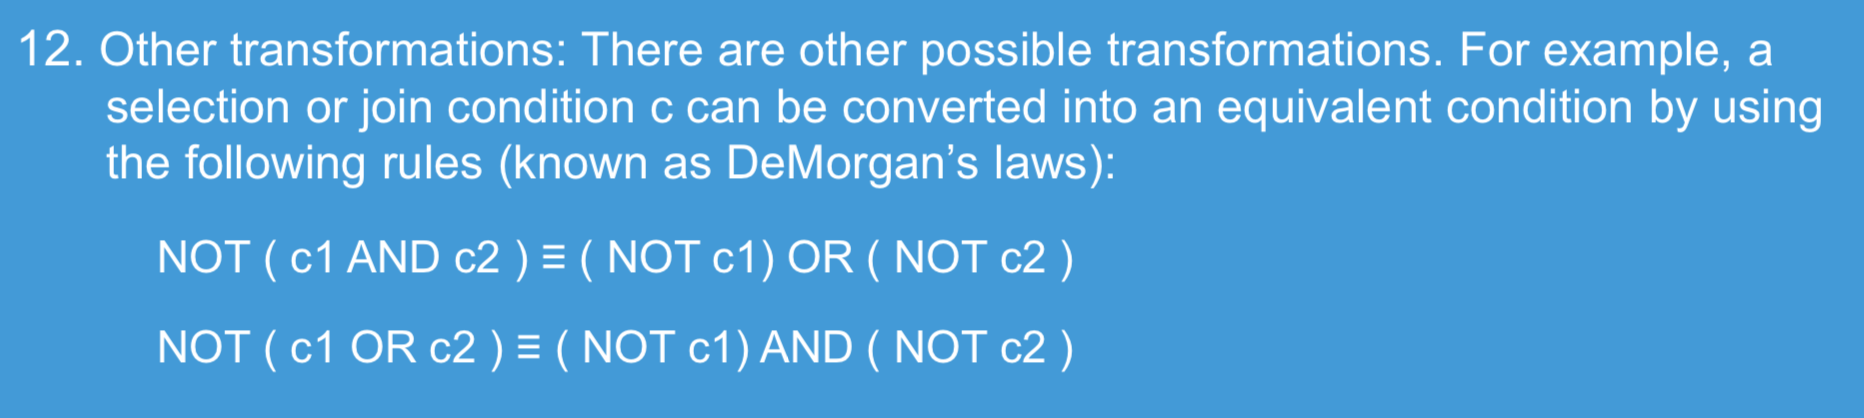 12. Other transformations: There are other possible transformations. For example, a
selection or join condition c can be converted into an equivalent condition by using
the following rules (known as DeMorgan’s laws):
NOT ( c1 AND c2 ) ≡ ( NOT c1) OR ( NOT c2 )
NOT ( c1 OR c2 ) ≡ ( NOT c1) AND ( NOT c2 )